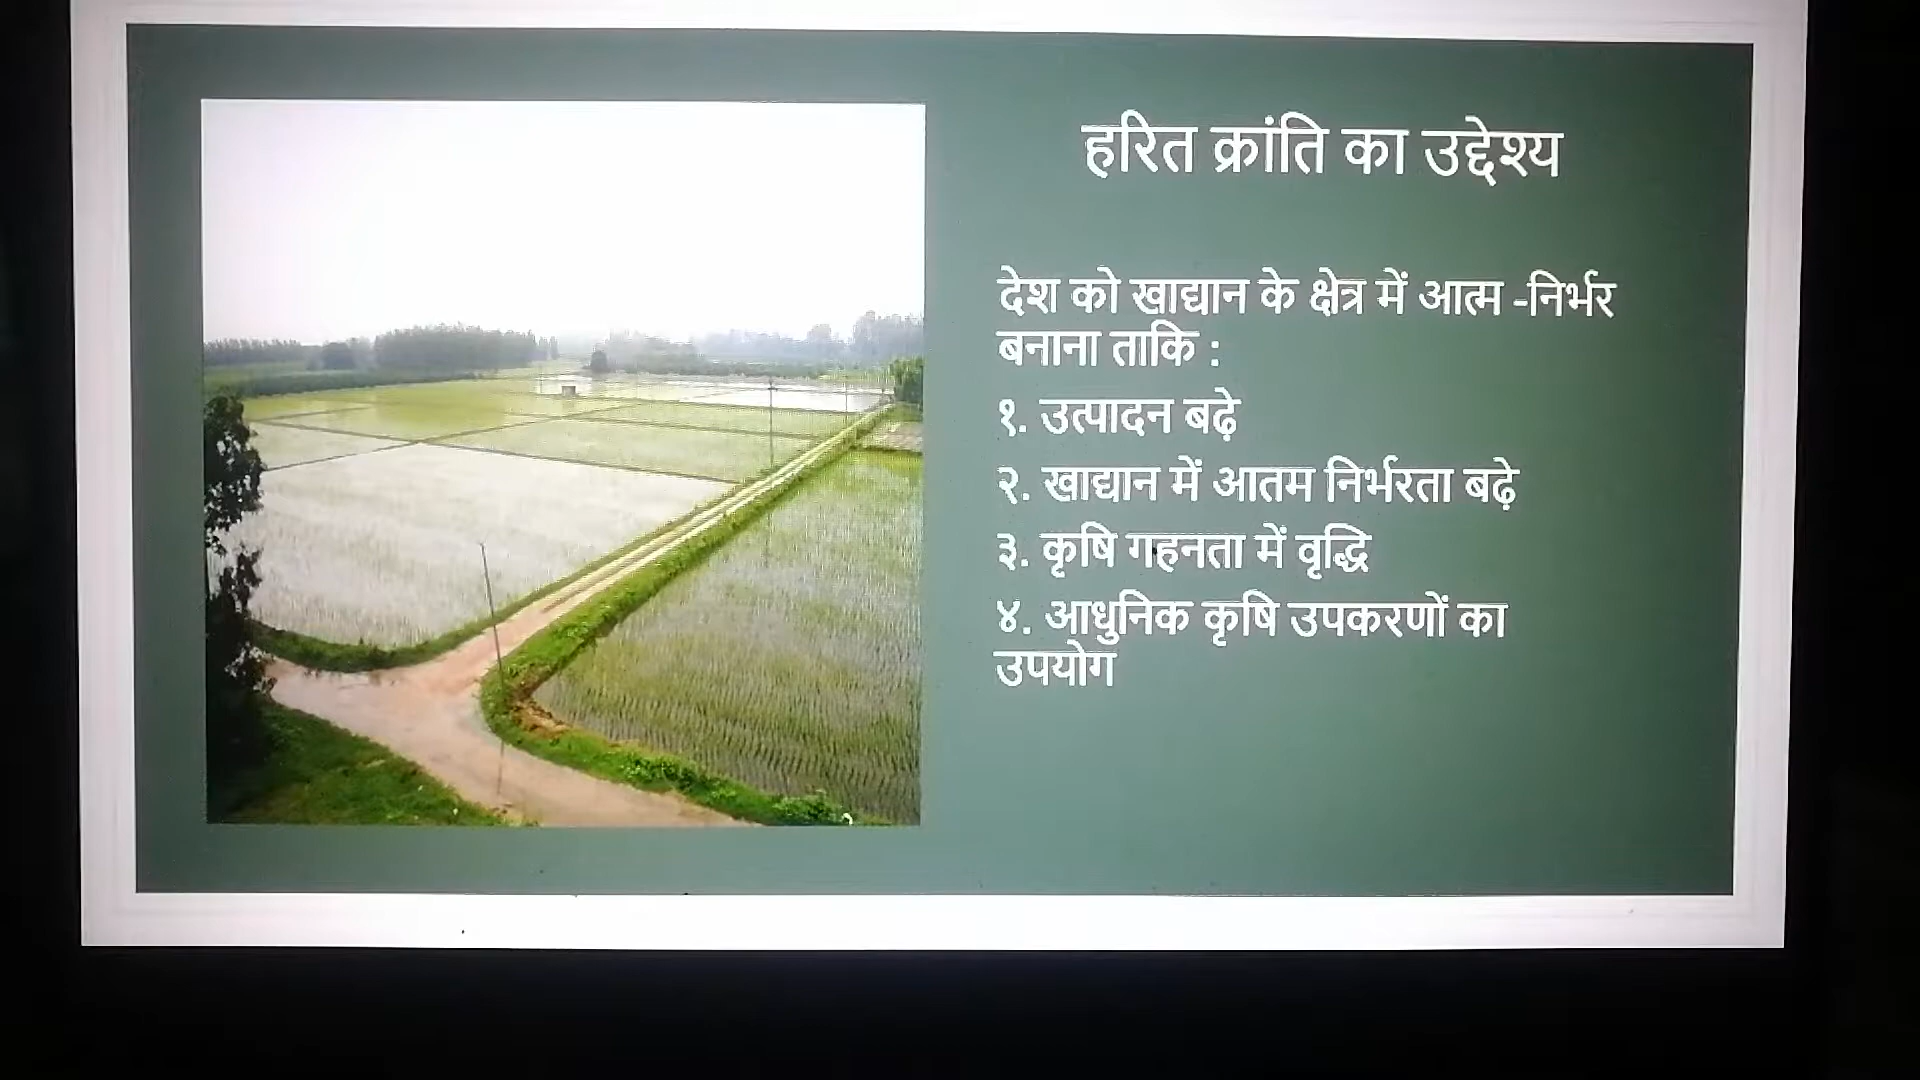 हरित क्रांति का उद्देश्य
देश को खाद्यान के क्षेत्र में आत्म -निर्भर
बनाना ताकि :
१. उत्पादन बढ़े
२. खाद्यान में आतम निर्भरता बढ़े
३. कृषि गहनता में वृद्धि
४. आधुनिक कृषि उपकरणों का
उपयोग